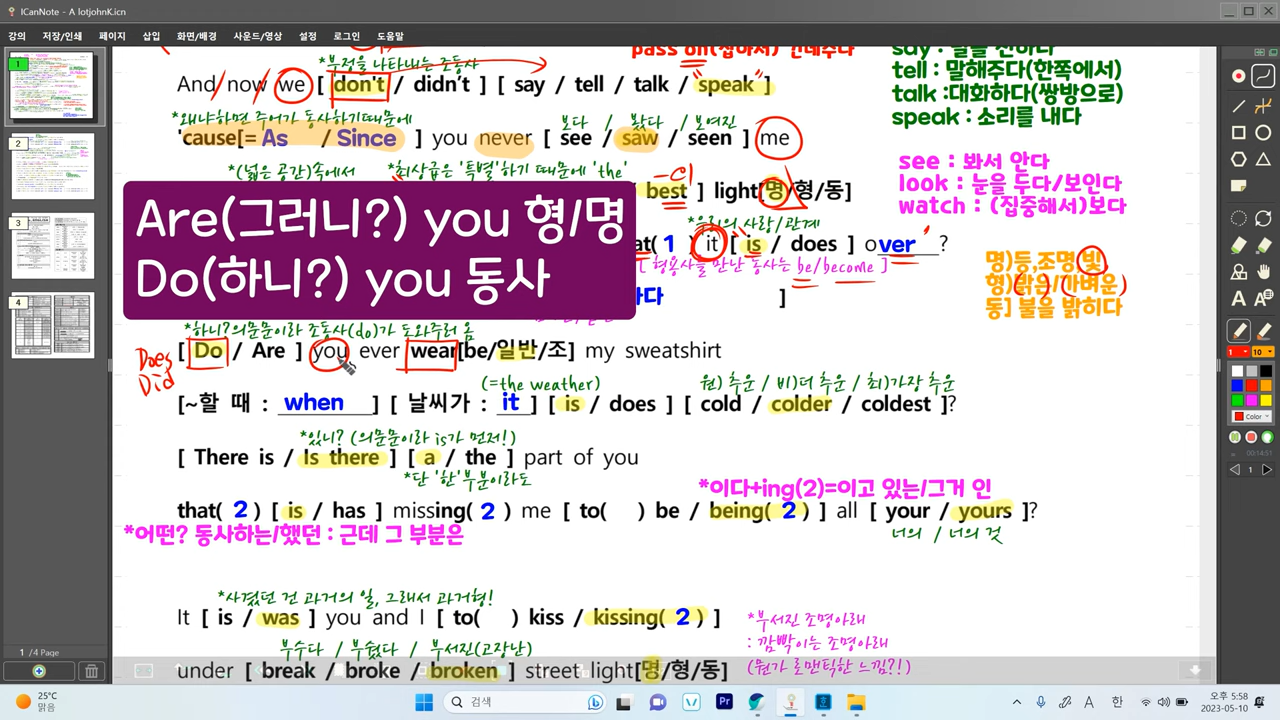 ICanNote - A lotjohnK.icn
강의 저장/인쇄 페이지 삽입 화면/배경 사운드/영상 설정 로그인 도움말
pass on(집아서) 건네주다
say : 말을 전하다
*부정을 나타내는 조동사
tell : 말해주다(한쪽에서)
And/now/we [ don't / didn't ] [ say / tell / talk / speak ]
talk :대화하다(쌍방으로)
speak : 소리를 내다
*왜냐하면 주어가 동사하기때문에
보다 / 봤다 / 보여진
'cause[= As / Since ] you never [ see / saw / seen ] me
see : 봐서 안다
look : 눈을 두다/보인다
watch : (집중해서)보다
*(넓은 공간)속에서 *최상급은 특별'하기 때문에 'the'
best ] light[명/형/동]
Are(그러니?) you 형/명
Do(하니?) you 동사
*우리의 사랑/관계
at( 1 ) it [ is / does ] over ?
[ 형용사를 만난 동사는 be/become ]
명)등,조명(빛)
형)(밝은)/(가벼운)
동] 불을 밝히다
하다 ]
*하니?의문문이라 조동사(do)가 도와주러 옴
Does
Did
[ Do / Are ] you ever wear[be/일반/조] my sweatshirt
(=the weather) 원) 추운 / 비)더 추운 / 최)가장 추운
[~할 때 : when ] [ 날씨가 : it ] [ is / does ] [ cold / colder / coldest ]?
*있니? (의문문이라 is가 먼저!)
[ There is / Is there ] [ a / the ] part of you
*단 '한'부분이라도
*이다+ing(2)=이고 있는/그거 인
that( 2 ) [ is / has ] missing( 2 ) me [ to( ) be / being( 2 ) ] all [ your / yours ]?
*어떤? 동사하는/했던 : 근데 그 부분은
너의 / 너의 것
*사겼던 건 과거의 일, 그래서 과거형!
It [ is / was ] you and I [ to( ) kiss / kissing( 2 ) ]
*부서진 조명아래
: 깜빡이는 조명아래
(뭔가 로맨틱한 느낌?!)
부수다 / 부쉈다 / 부서진(고장난)
under [ break / broke / broken ] street light[명/형/동]
1
2
3
4
1 / 4 Page
1 10
Color
00:14:51
1
25°C
맑음
검색
오후 5:58
2023-05-10